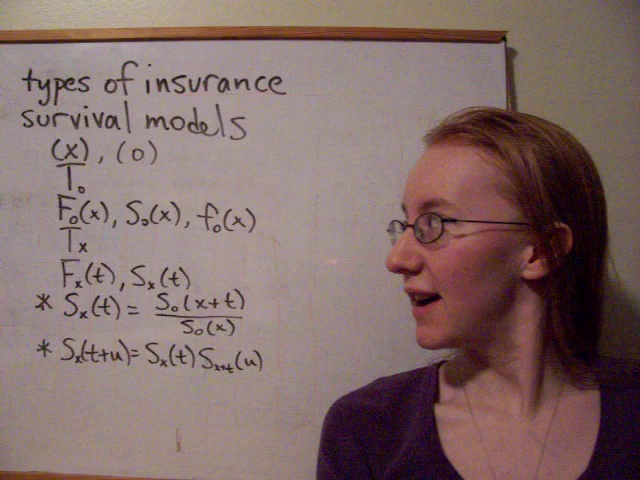 types of insurance
survival models
(x), (0)
T₀
F₀(x), S₀(x), f₀(x)
Tₓ
Fₓ(t), Sₓ(t)
* Sₓ(t) = S₀(x+t) / S₀(x)
* Sₓ(t+u) = Sₓ(t) Sₓ₊ₜ(u)